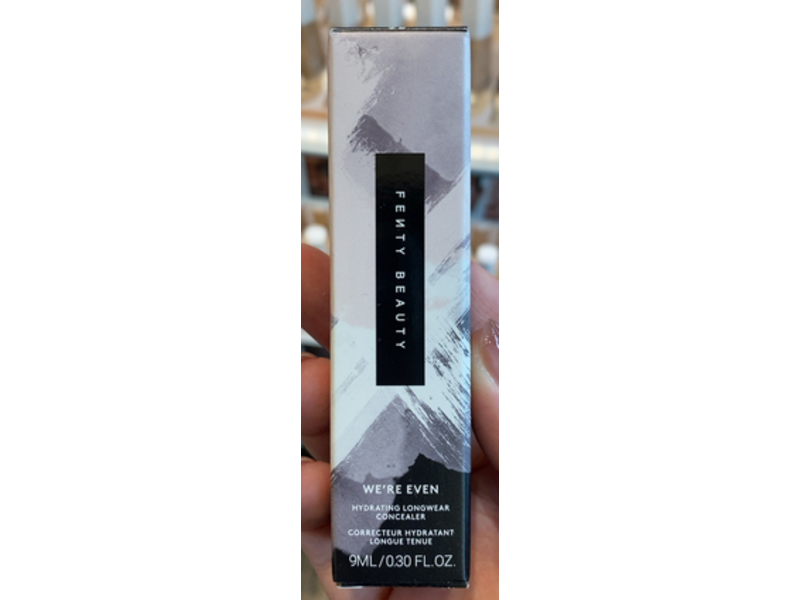 FENTY BEAUTY
WE'RE EVEN
HYDRATING LONGWEAR
CONCEALER
CORRECTEUR HYDRATANT
LONGUE TENUE
9ML/0.30 FL.OZ.